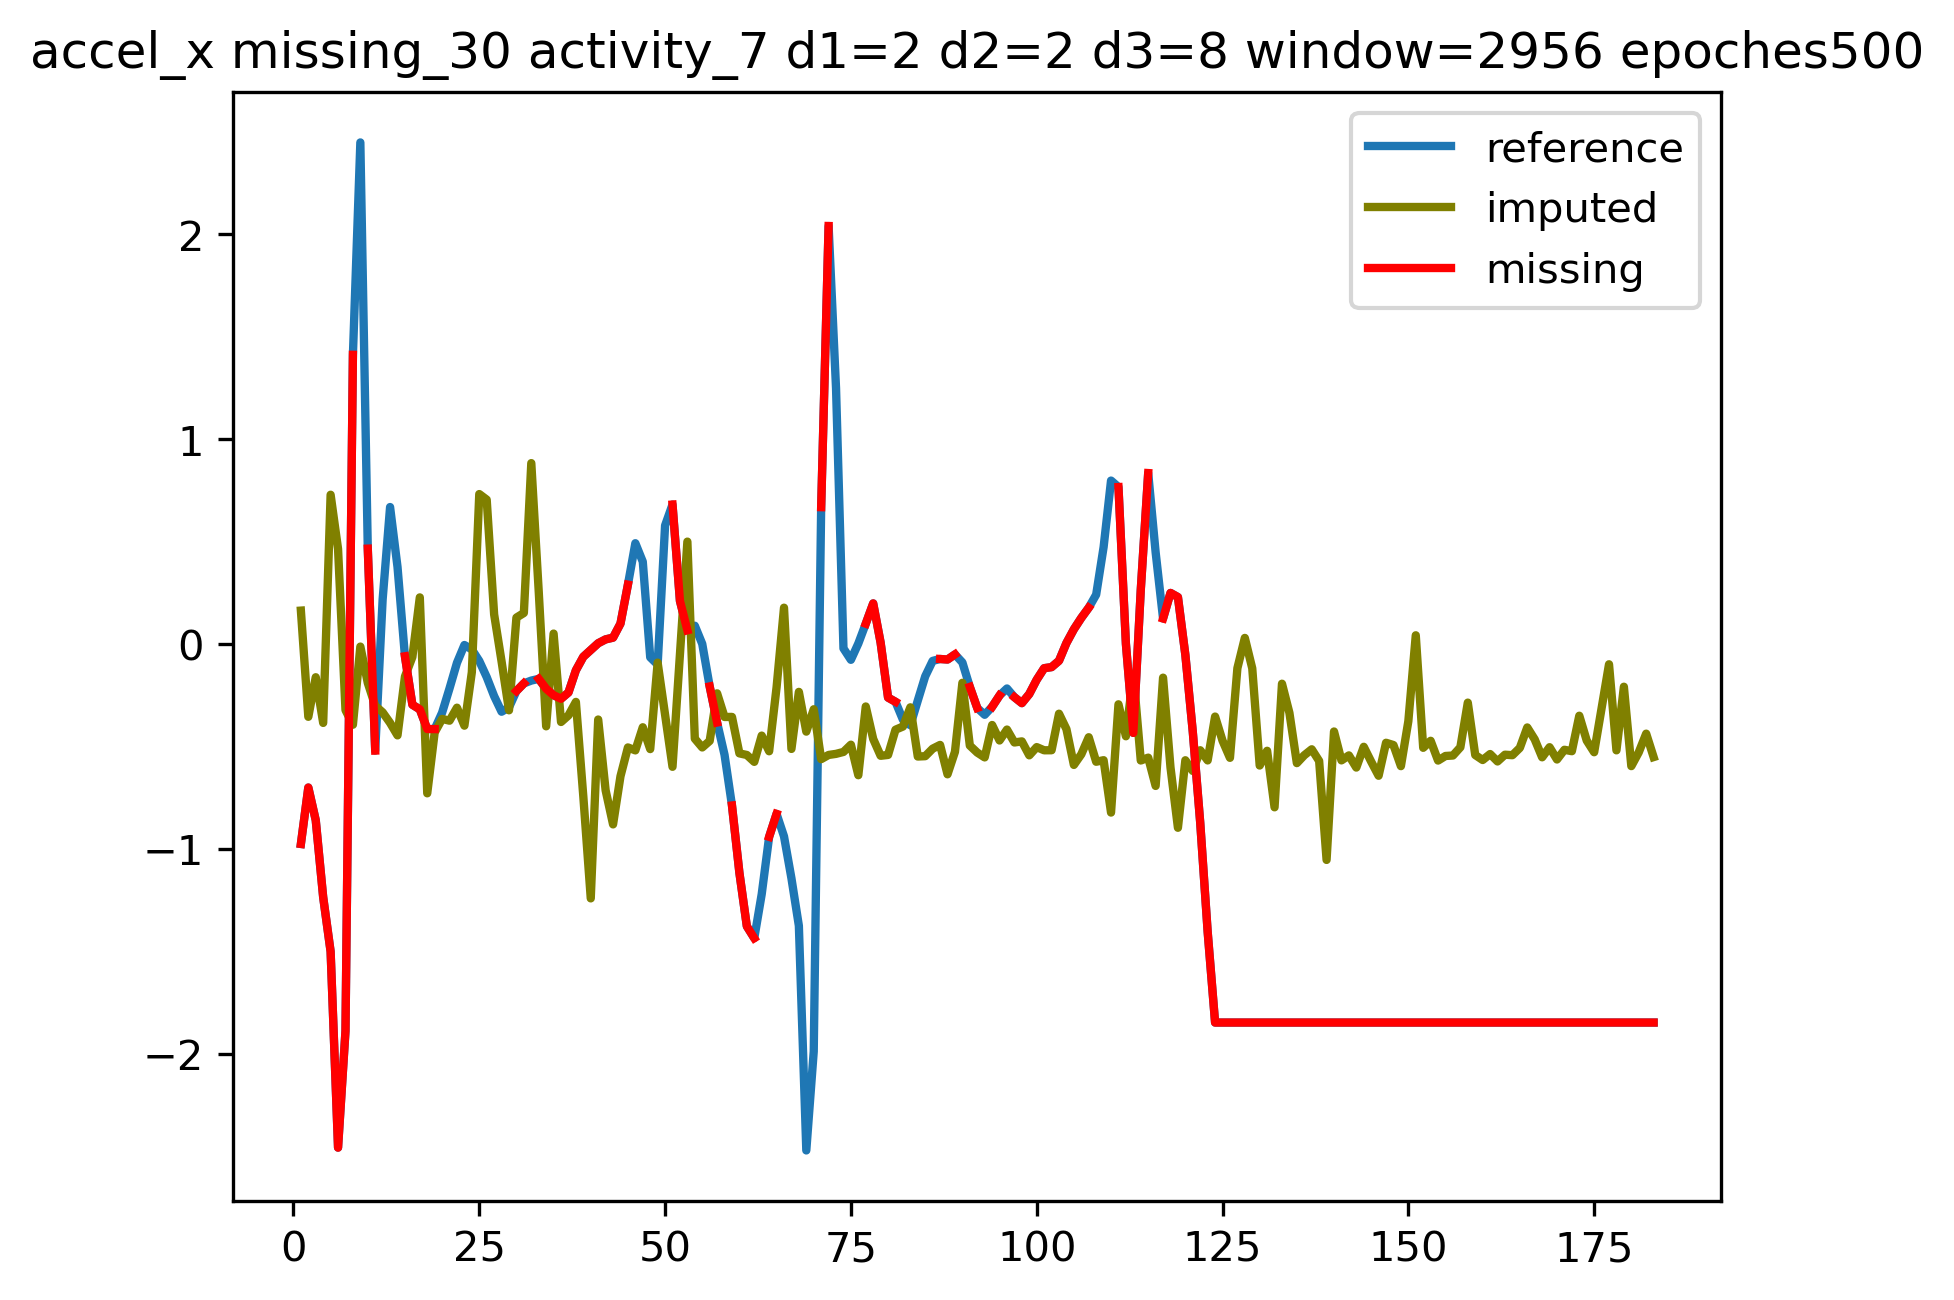 accel_x missing_30 activity_7 d1=2 d2=2 d3=8 window=2956 epoches500
reference
imputed
missing
2
1
0
−1
−2
0 25 50 75 100 125 150 175